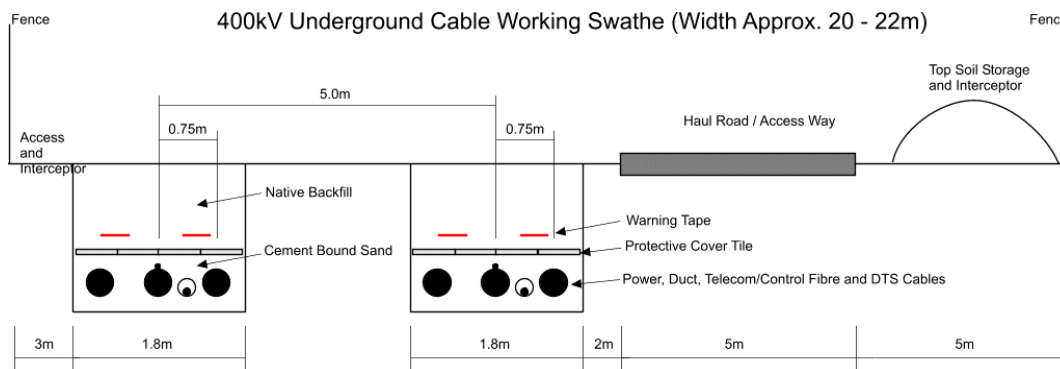 400kV Underground Cable Working Swathe (Width Approx. 20 - 22m)
Fence
Fenc
Top Soil Storage
and Interceptor
5.0m
0.75m
0.75m
Haul Road / Access Way
Access
and
Interceptor
Native Backfill
Warning Tape
Cement Bound Sand
Protective Cover Tile
Power, Duct, Telecom/Control Fibre and DTS Cables
3m
1.8m
1.8m
2m
5m
5m